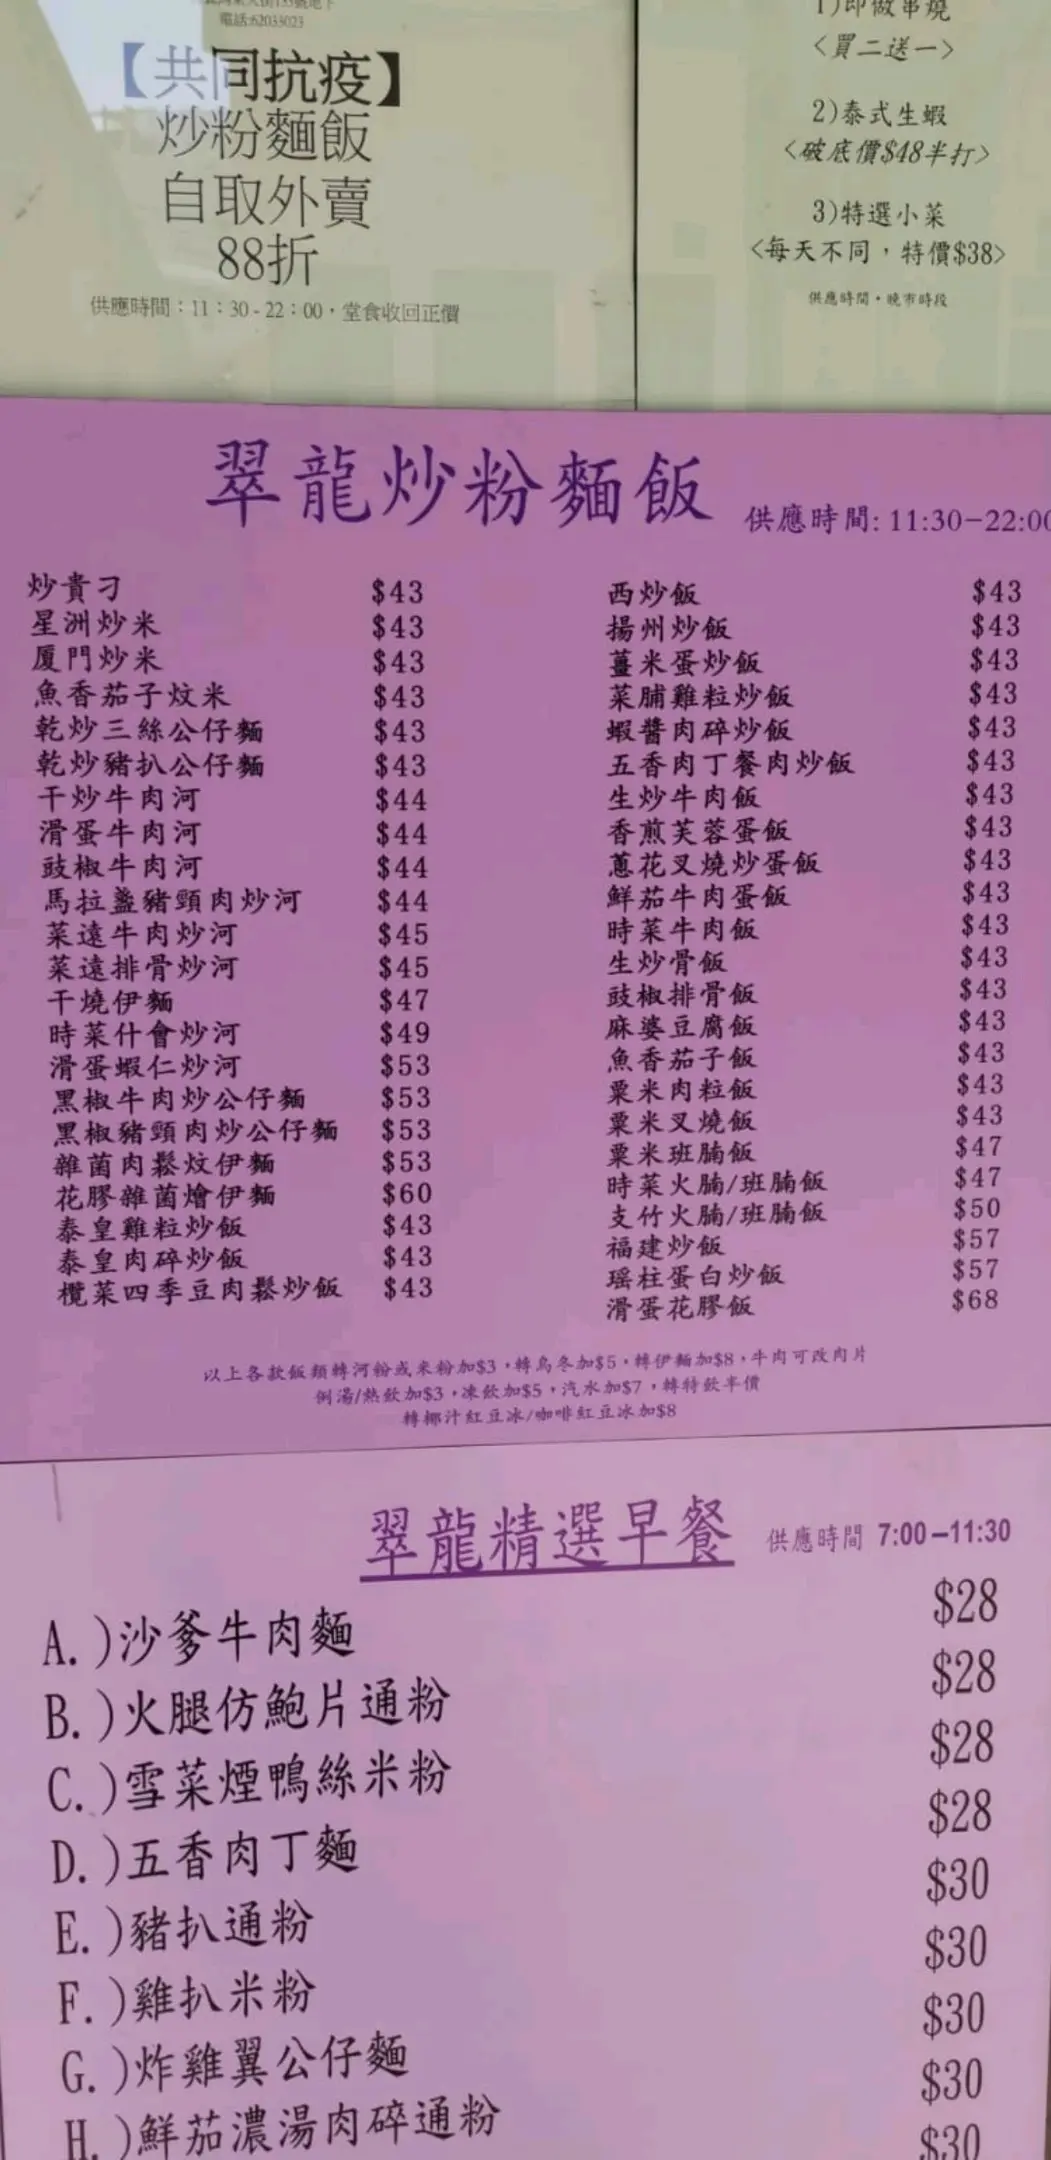 電話:62033023
【共同抗疫】
炒粉麵飯
自取外賣
88折
供應時間：11：30-22：00，堂食收回正價
1)即做串燒
<買二送一>
2)泰式生蝦
<破底價$48半打>
3)特選小菜
<每天不同，特價$38>
供應時間·晚市時段
翠龍炒粉麵飯 供應時間: 11:30-22:00
炒貴刁 $43
星洲炒米 $43
厦門炒米 $43
魚香茄子炆米 $43
乾炒三絲公仔麵 $43
乾炒豬扒公仔麵 $43
干炒牛肉河 $44
滑蛋牛肉河 $44
豉椒牛肉河 $44
馬拉盞豬頸肉炒河 $44
菜遠牛肉炒河 $45
菜遠排骨炒河 $45
干燒伊麵 $47
時菜什會炒河 $49
滑蛋蝦仁炒河 $53
黑椒牛肉炒公仔麵 $53
黑椒豬頸肉炒公仔麵 $53
雜菌肉鬆炆伊麵 $53
花膠雜菌燴伊麵 $60
泰皇雞粒炒飯 $43
泰皇肉碎炒飯 $43
欖菜四季豆肉鬆炒飯 $43
西炒飯 $43
揚州炒飯 $43
薑米蛋炒飯 $43
菜脯雞粒炒飯 $43
蝦醬肉碎炒飯 $43
五香肉丁餐肉炒飯 $43
生炒牛肉飯 $43
香煎芙蓉蛋飯 $43
蔥花叉燒炒蛋飯 $43
鮮茄牛肉蛋飯 $43
時菜牛肉飯 $43
生炒骨飯 $43
豉椒排骨飯 $43
麻婆豆腐飯 $43
魚香茄子飯 $43
粟米肉粒飯 $43
粟米叉燒飯 $43
粟米班腩飯 $47
時菜火腩/班腩飯 $47
支竹火腩/班腩飯 $50
福建炒飯 $57
瑤柱蛋白炒飯 $57
滑蛋花膠飯 $68
以上各款飯類轉河粉或米粉加$3，轉烏冬加$5，轉伊麵加$8，牛肉可改肉片
例湯/熱飲加$3，凍飲加$5，汽水加$7，轉特飲半價
轉椰汁紅豆冰/咖啡紅豆冰加$8
翠龍精選早餐 供應時間 7:00-11:30
A.)沙爹牛肉麵 $28
B.)火腿仿鮑片通粉 $28
C.)雪菜煙鴨絲米粉 $28
D.)五香肉丁麵 $28
E.)豬扒通粉 $30
F.)雞扒米粉 $30
G.)炸雞翼公仔麵 $30
H.)鮮茄濃湯肉碎通粉 $30
$30